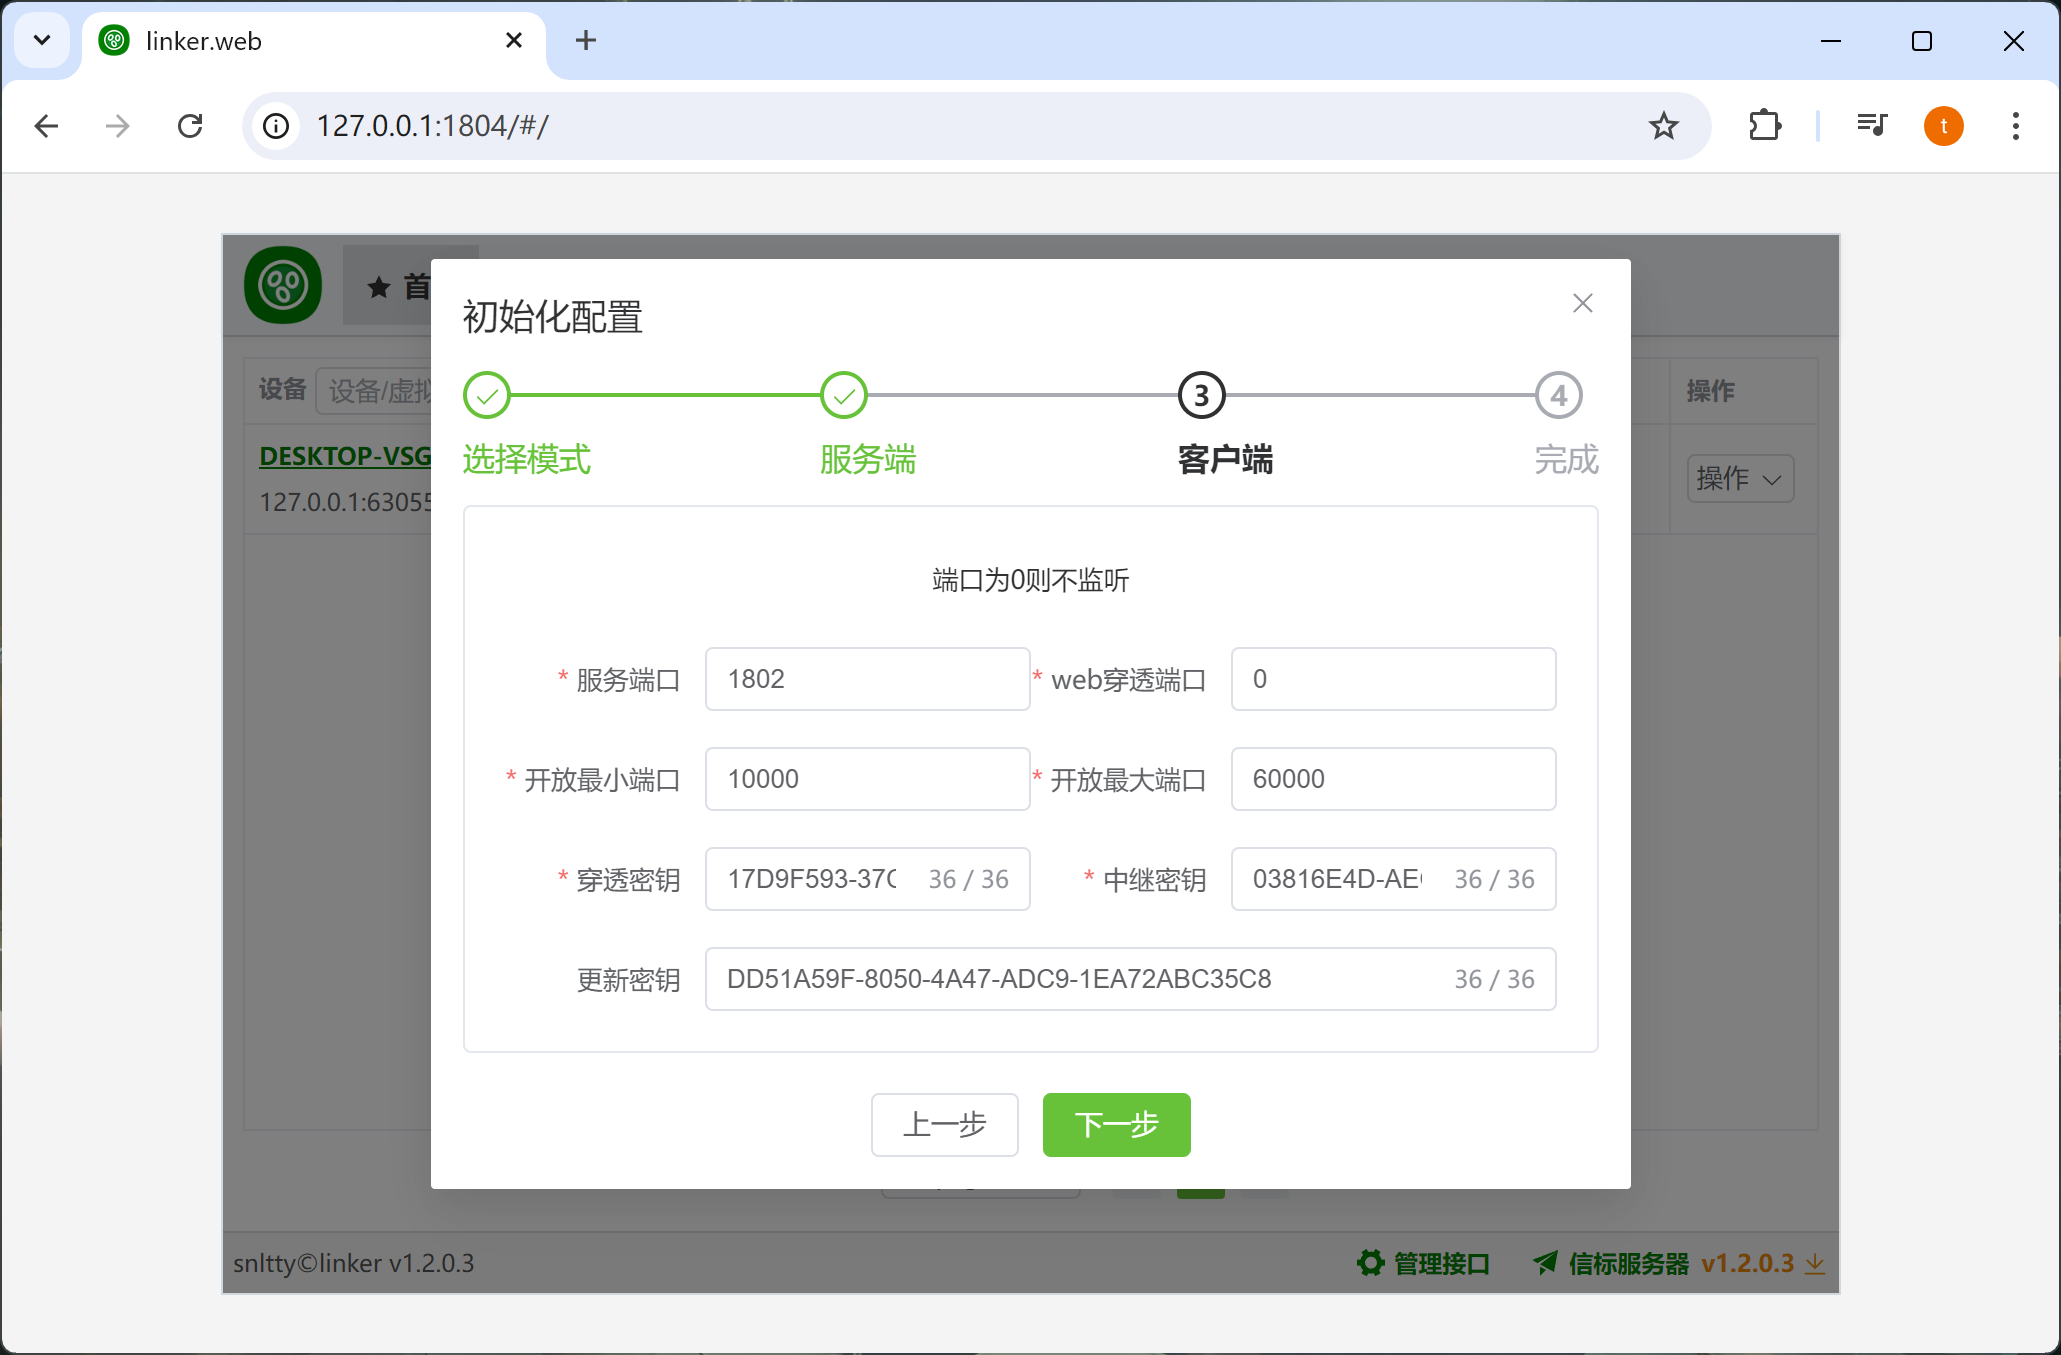 linker.web
127.0.0.1:1804/#/
t
首
初始化配置
3
4
选择模式
服务端
客户端
完成
设备
设备/虚拟
操作
DESKTOP-VSG
127.0.0.1:63055
操作
端口为0则不监听
* 服务端口 1802
* web穿透端口 0
* 开放最小端口 10000
* 开放最大端口 60000
* 穿透密钥 17D9F593-37 36 / 36
* 中继密钥 03816E4D-AE 36 / 36
更新密钥 DD51A59F-8050-4A47-ADC9-1EA72ABC35C8 36 / 36
上一步
下一步
snltty©linker v1.2.0.3
管理接口
信标服务器 v1.2.0.3